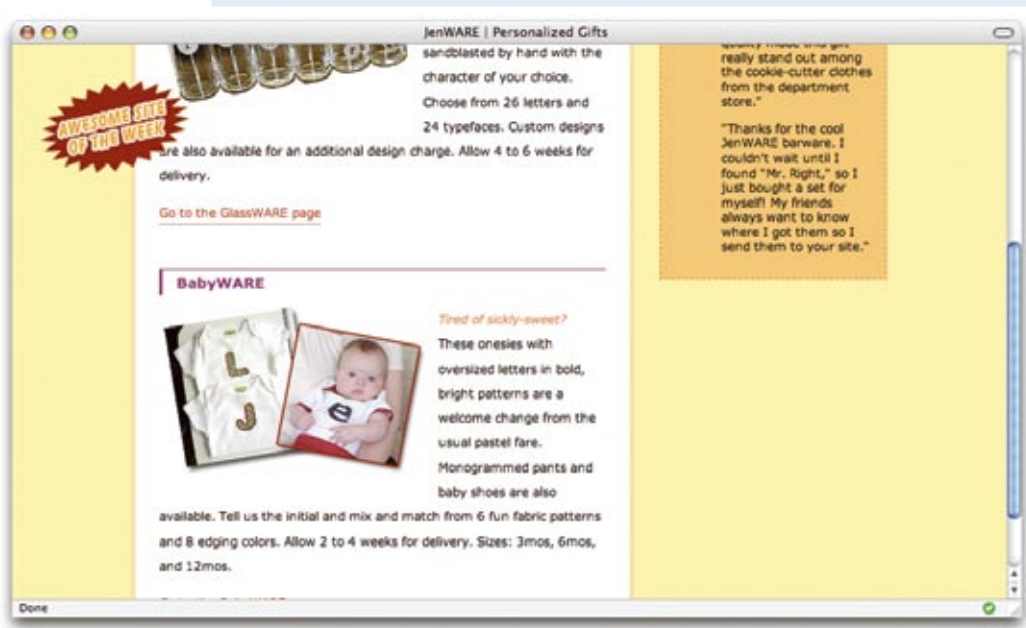 JenWARE | Personalized Gifts
sandblasted by hand with the
character of your choice.
Choose from 26 letters and
24 typefaces. Custom designs
are also available for an additional design charge. Allow 4 to 6 weeks for
delivery.
Go to the GlassWARE page
AWESOME SITE
OF THE WEEK
BabyWARE
L
J
e
Tired of sickly-sweet?
These onesies with
oversized letters in bold,
bright patterns are a
welcome change from the
usual pastel fare.
Monogrammed pants and
baby shoes are also
available. Tell us the initial and mix and match from 6 fun fabric patterns
and 8 edging colors. Allow 2 to 4 weeks for delivery. Sizes: 3mos, 6mos,
and 12mos.
quality made this gift
really stand out among
the cookie-cutter clothes
from the department
store."
"Thanks for the cool
JenWARE barware. I
couldn't wait until I
found "Mr. Right," so I
just bought a set for
myself! My friends
always want to know
where I got them so I
send them to your site."
Done